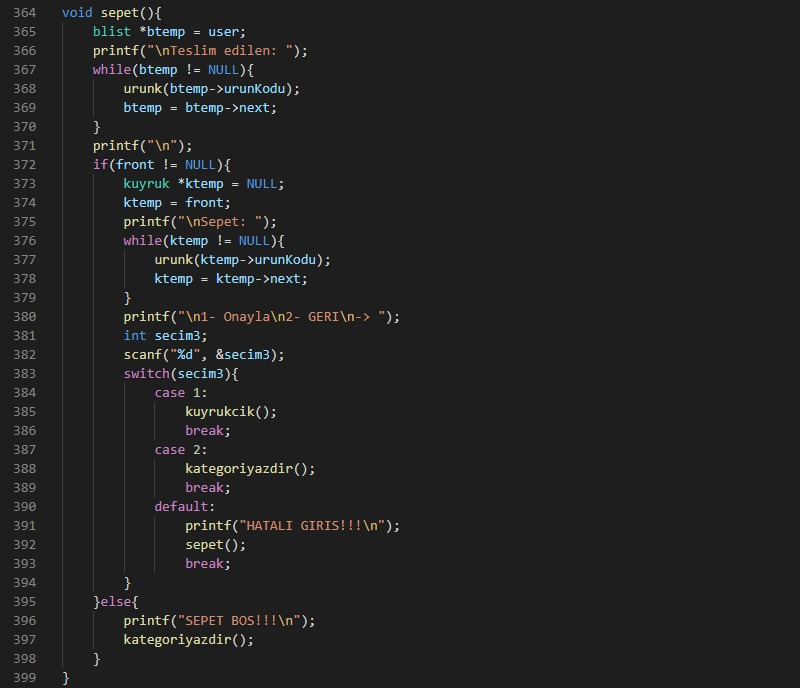 364 void sepet(){
365     blist *btemp = user;
366     printf("\nTeslim edilen: ");
367     while(btemp != NULL){
368         urunk(btemp->urunKodu);
369         btemp = btemp->next;
370     }
371     printf("\n");
372     if(front != NULL){
373         kuyruk *ktemp = NULL;
374         ktemp = front;
375         printf("\nSepet: ");
376         while(ktemp != NULL){
377             urunk(ktemp->urunKodu);
378             ktemp = ktemp->next;
379         }
380         printf("\n1- Onayla\n2- GERI\n-> ");
381         int secim3;
382         scanf("%d", &secim3);
383         switch(secim3){
384             case 1:
385                 kuyrukcik();
386                 break;
387             case 2:
388                 kategoriyazdir();
389                 break;
390             default:
391                 printf("HATALI GIRIS!!!\n");
392                 sepet();
393                 break;
394         }
395     }else{
396         printf("SEPET BOS!!!\n");
397         kategoriyazdir();
398     }
399 }